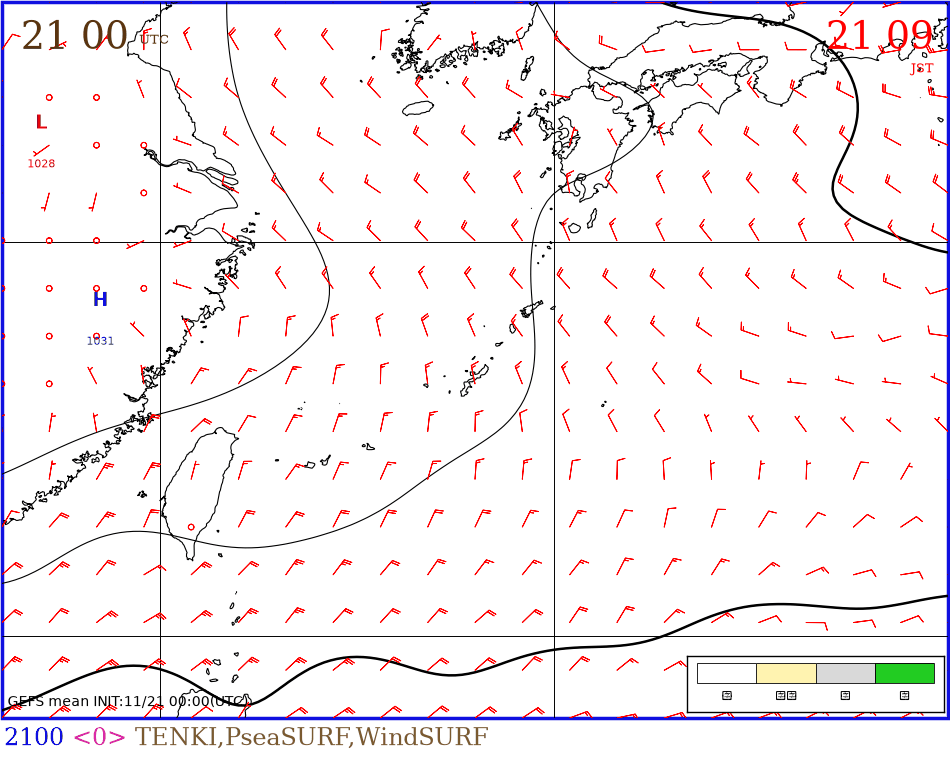 21 00 UTC
21 09 JST
L
1028
H
1031
GEFS mean INIT:11/21 00:00(UTC)
2100 <0> TENKI,PseaSURF,WindSURF